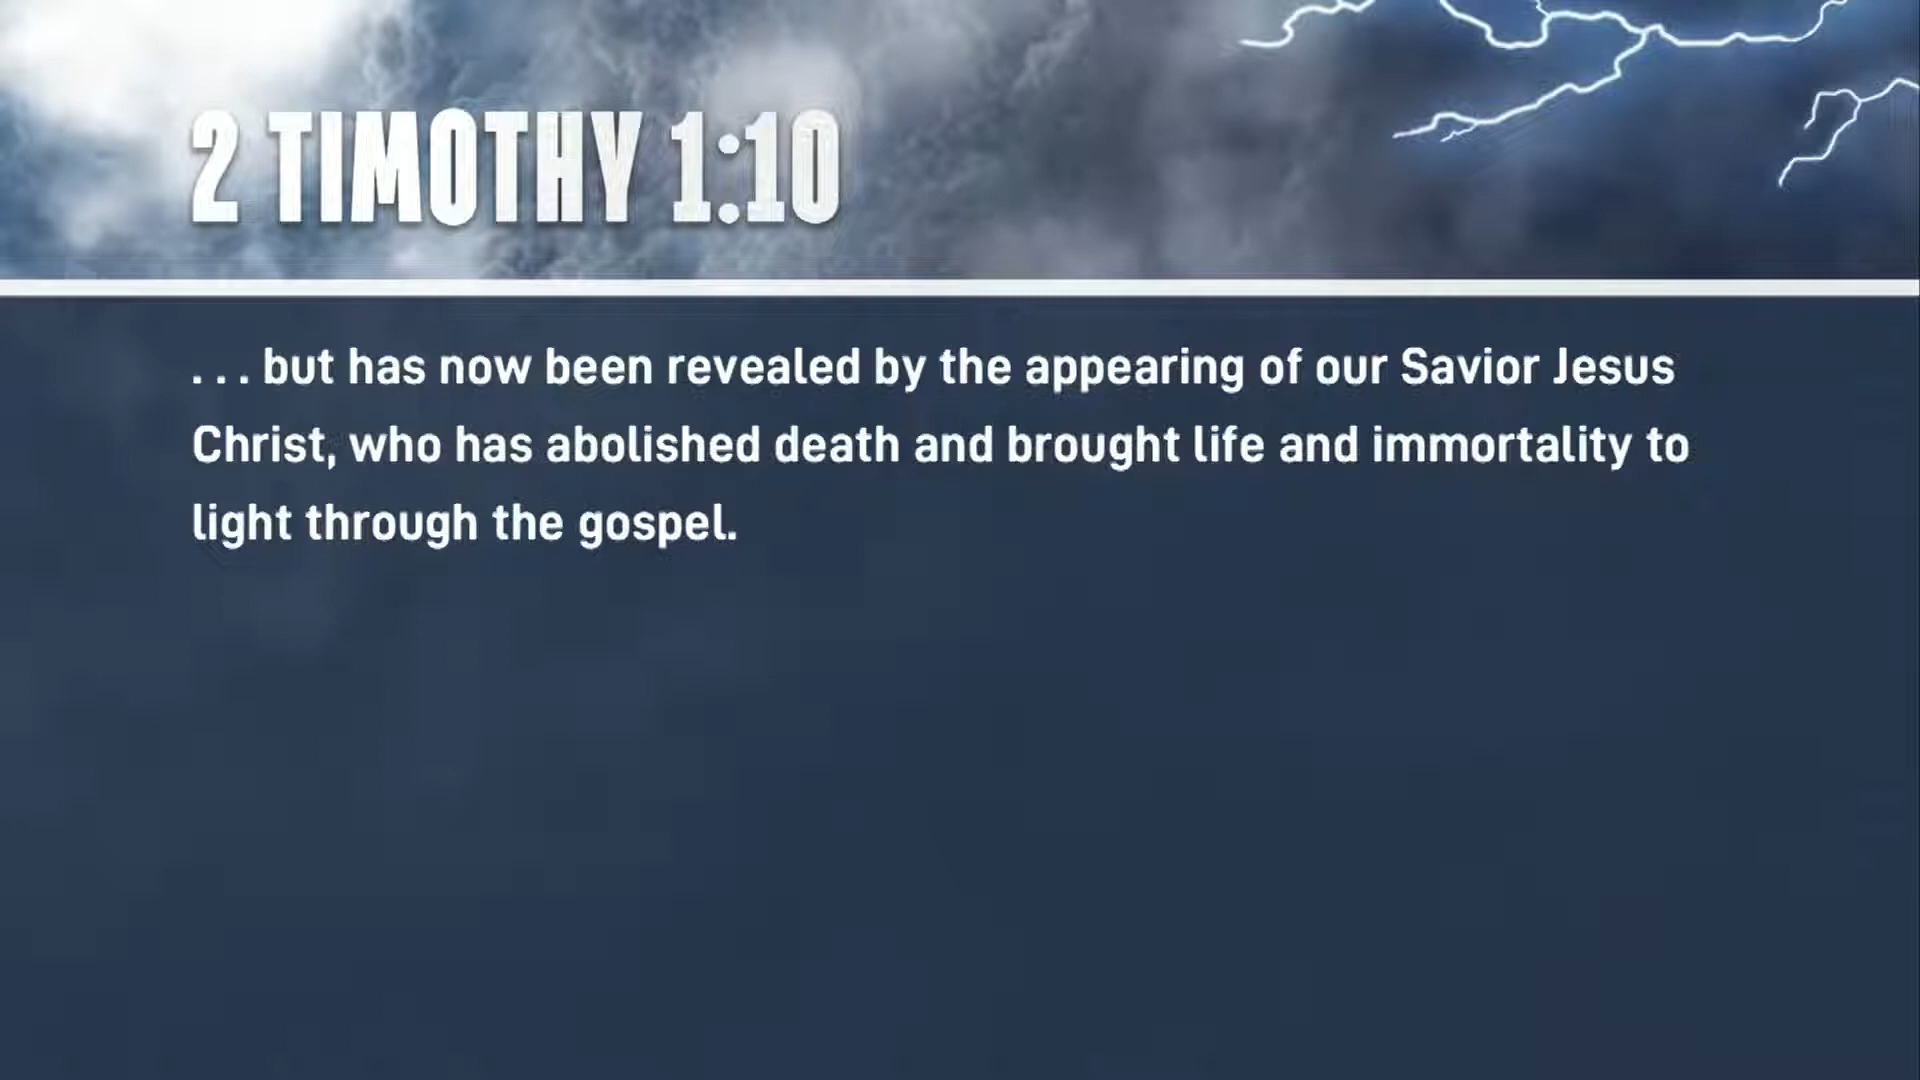 2 TIMOTHY 1:10
. . . but has now been revealed by the appearing of our Savior Jesus
Christ, who has abolished death and brought life and immortality to
light through the gospel.